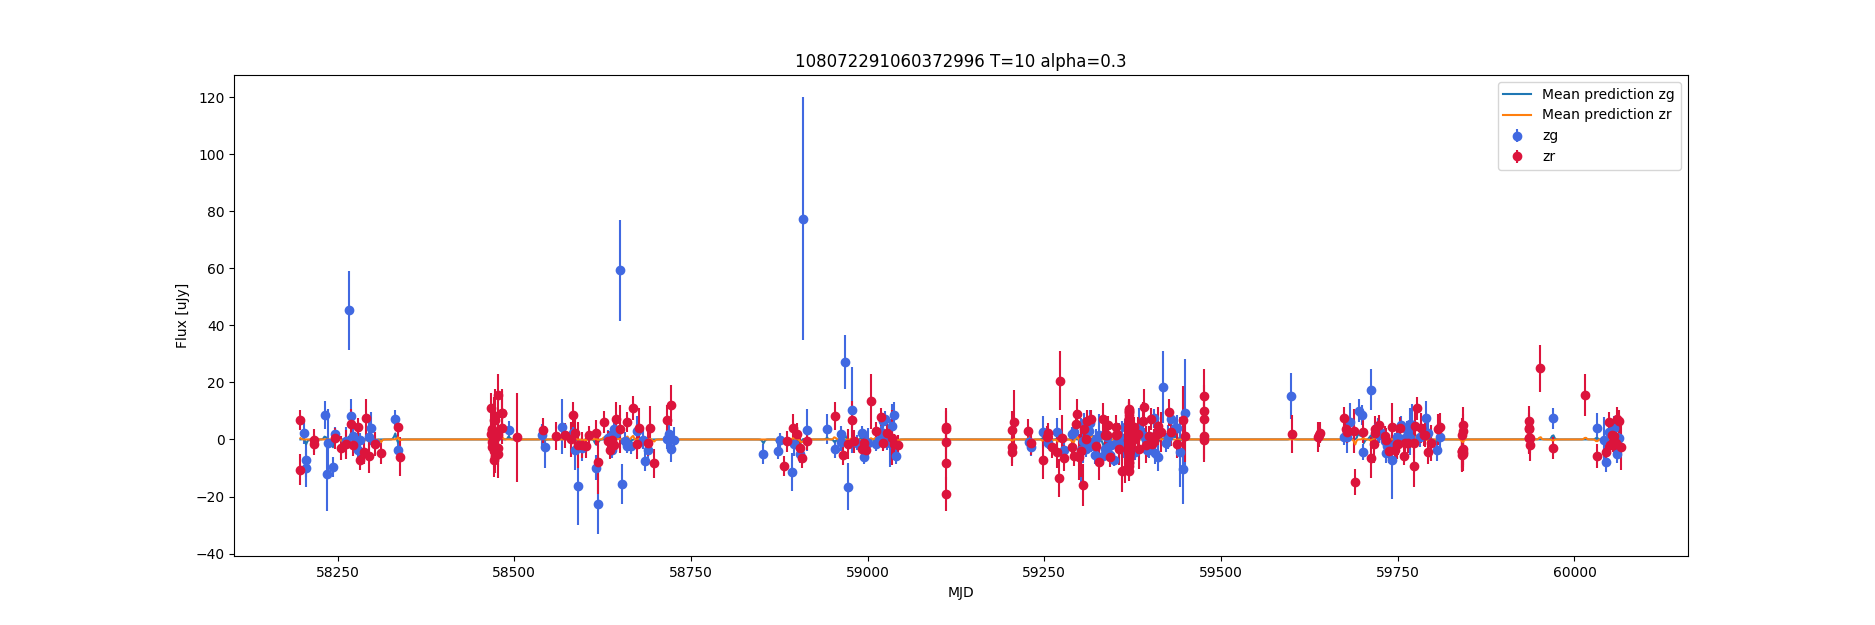 108072291060372996 T=10 alpha=0.3
Mean prediction zg
Mean prediction zr
zg
zr
Flux [uJy]
120
100
80
60
40
20
0
−20
−40
58250 58500 58750 59000 59250 59500 59750 60000
MJD